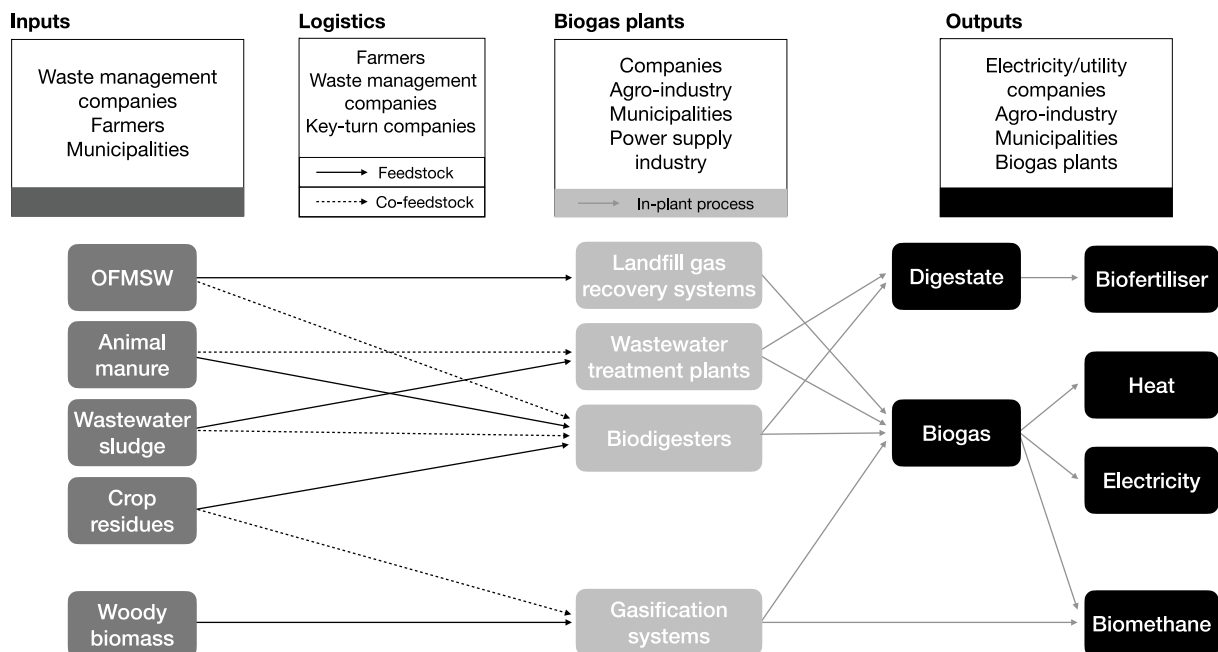 Inputs
Waste management
companies
Farmers
Municipalities
Logistics
Farmers
Waste management
companies
Key-turn companies
Feedstock
Co-feedstock
Biogas plants
Companies
Agro-industry
Municipalities
Power supply
industry
In-plant process
Outputs
Electricity/utility
companies
Agro-industry
Municipalities
Biogas plants
OFMSW
Animal
manure
Wastewater
sludge
Crop
residues
Woody
biomass
Landfill gas
recovery systems
Wastewater
treatment plants
Biodigesters
Gasification
systems
Digestate
Biogas
Biofertiliser
Heat
Electricity
Biomethane